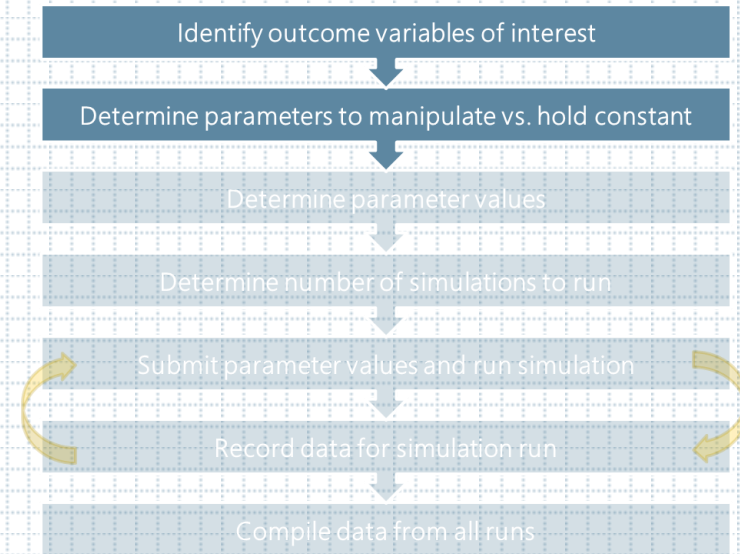 Identify outcome variables of interest
Determine parameters to manipulate vs. hold constant
Determine parameter values
Determine number of simulations to run
Submit parameter values and run simulation
Record data for simulation run
Compile data from all runs